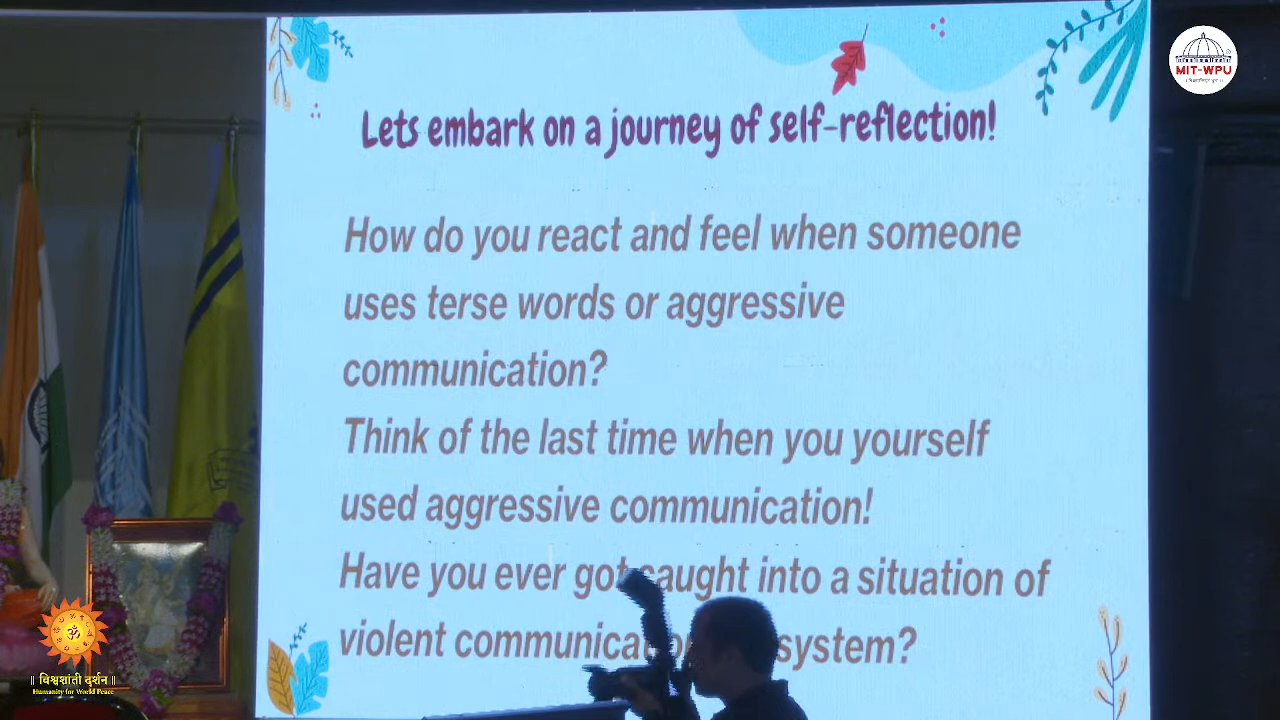 MIT-WPU
Lets embark on a journey of self-reflection!
How do you react and feel when someone
uses terse words or aggressive
communication?
Think of the last time when you yourself
used aggressive communication!
Have you ever got caught into a situation of
violent system?
॥ विश्वशांती दर्शन ॥
Humanity for World Peace